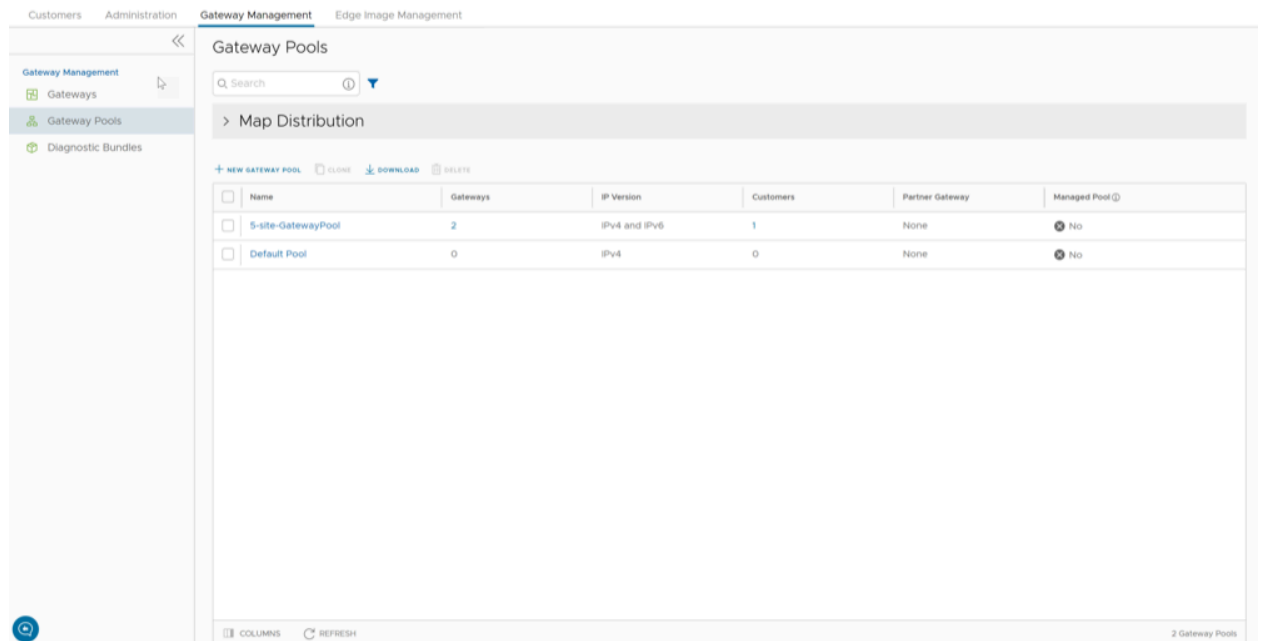 Customers Administration Gateway Management Edge Image Management
Gateway Pools
Gateway Management
Search
Gateways
Gateway Pools
Map Distribution
Diagnostic Bundles
NEW GATEWAY POOL CLONE DOWNLOAD DELETE
Name Gateways IP Version Customers Partner Gateway Managed Pool
5-site-GatewayPool 2 IPv4 and IPv6 1 None No
Default Pool 0 IPv4 0 None No
COLUMNS REFRESH 2 Gateway Pools